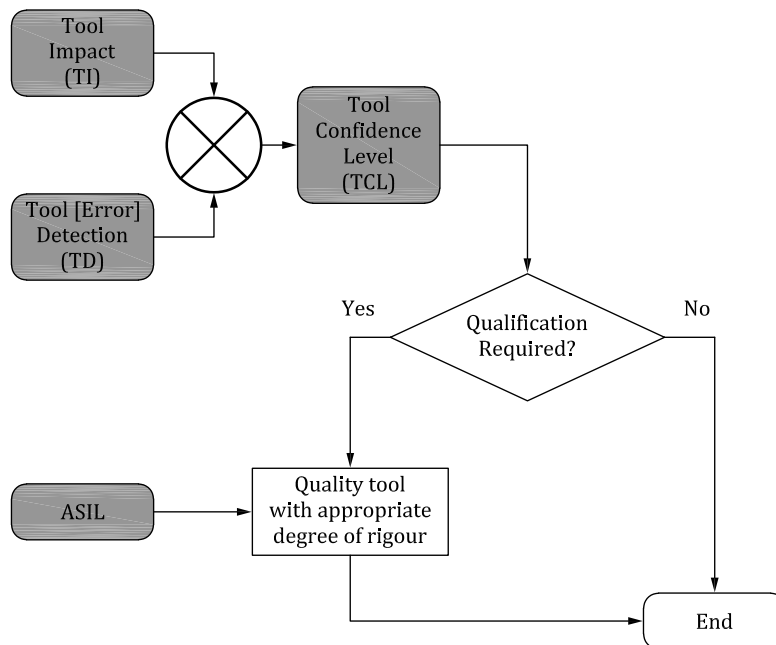 Tool
Impact
(TI)
Tool
Confidence
Level
(TCL)
Tool [Error]
Detection
(TD)
Yes
No
Qualification
Required?
ASIL
Quality tool
with appropriate
degree of rigour
End